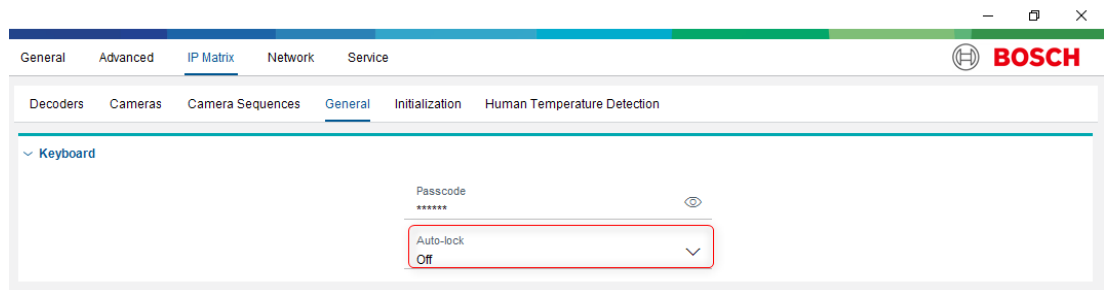 General Advanced IP Matrix Network Service
BOSCH
Decoders Cameras Camera Sequences General Initialization Human Temperature Detection
Keyboard
Passcode
******
Auto-lock
Off